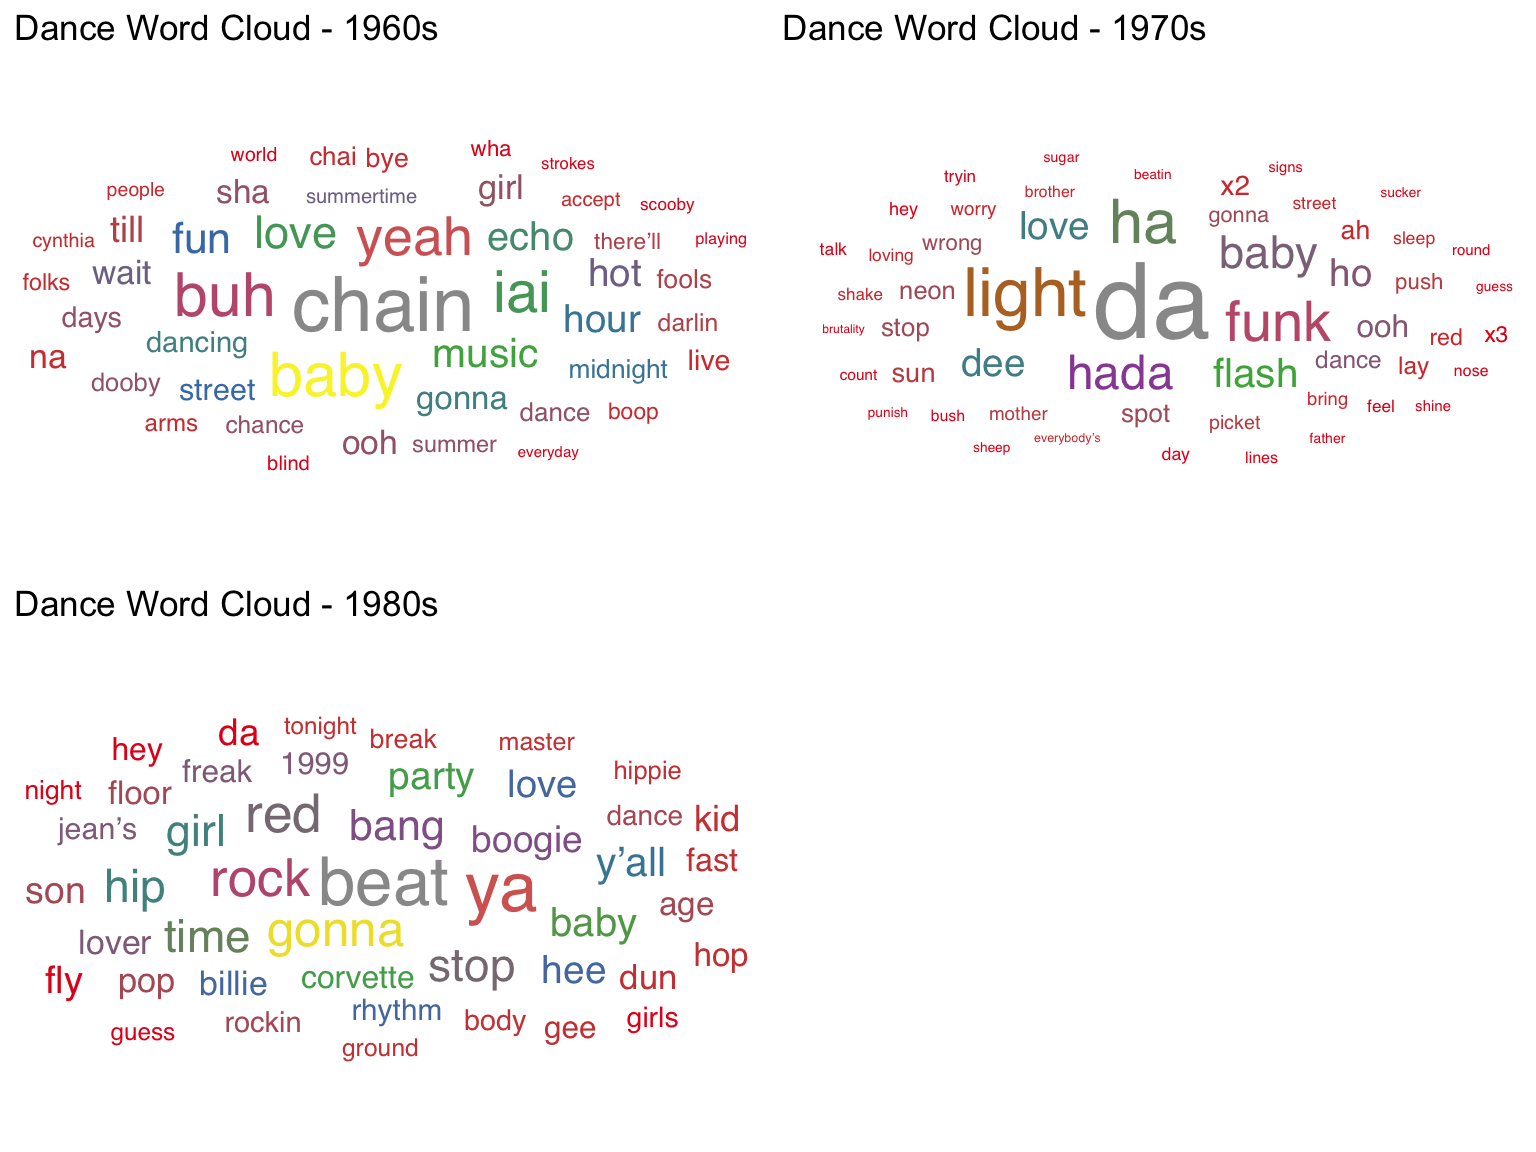 Dance Word Cloud - 1960s
world chai bye wha strokes
people sha summertime girl accept scooby
cynthia till fun love yeah echo there'll playing
folks wait buh chain iai hot fools
days hour darlin
na dancing baby music midnight live
dooby street gonna dance boop
arms chance ooh summer everyday
blind
Dance Word Cloud - 1970s
sugar signs
tryin brother beatin x2 sucker
hey worry love ha gonna street
talk loving wrong baby ah sleep round
shake neon light da ho push guess
brutality stop funk ooh red x3
count sun dee hada flash dance lay nose
punish bush mother spot picket bring feel shine
sheep everybody's day lines father
Dance Word Cloud - 1980s
hey da tonight break master
night floor freak 1999 party love hippie
jean's girl red bang boogie dance kid
son hip rock beat ya y'all fast
lover time gonna baby age
fly pop billie corvette stop hee dun hop
guess rockin rhythm body gee girls
ground